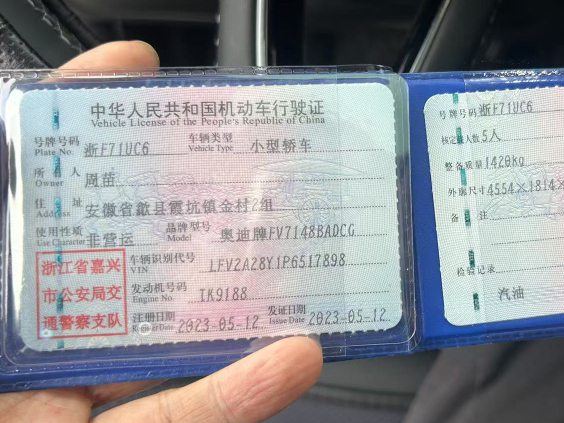 中华人民共和国机动车行驶证
Vehicle License of the People's Republic of China
号牌号码 浙F71UC6 车辆类型 小型轿车
Plate No. Vehicle Type
所有人 周苗
Owner
住址 安徽省歙县霞坑镇金村2组
Address
使用性质 非营运 品牌型号 奥迪牌FV7148BADCG
Use Character Model
浙江省嘉兴
市公安局交
通警察支队
车辆识别代号 LFV2A28Y1P6517898
VIN
发动机号码 TK9188
Engine No.
注册日期 2023-05-12 发证日期 2023-05-12
Register Date Issue Date
号牌号码 浙F71UC6
核定载人数 5人
整备质量 1420kg
外廓尺寸 4554×1814×
备注
检验记录
汽油